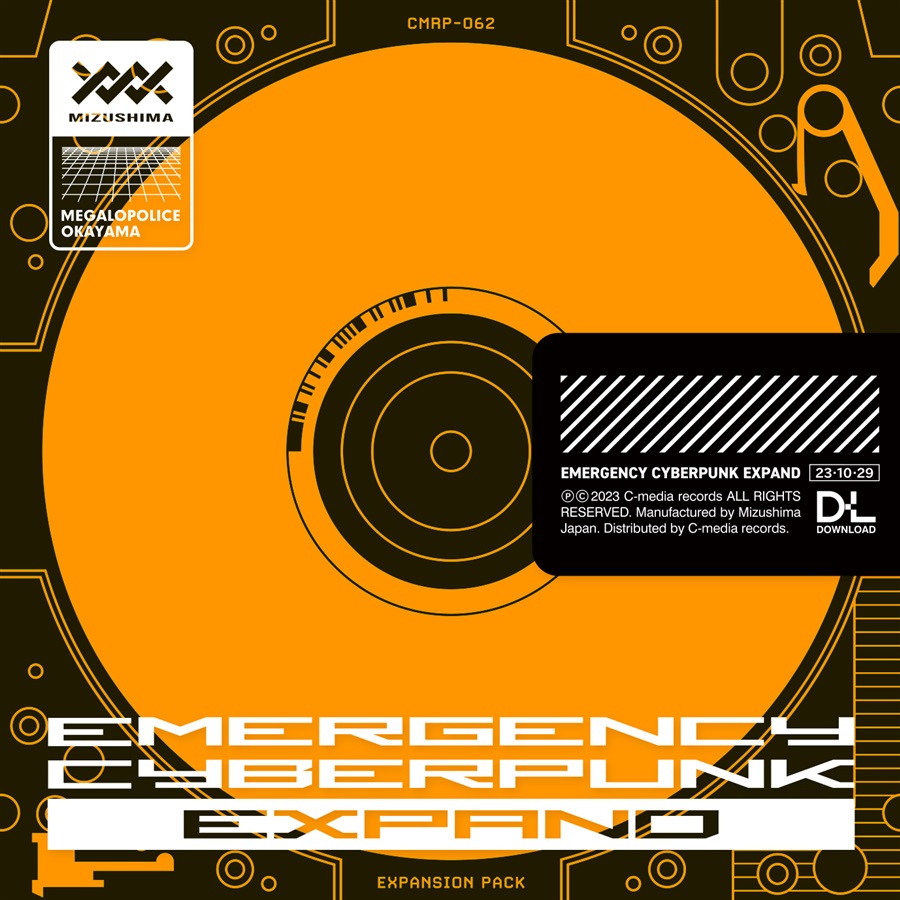 CMRP-062
MIZUSHIMA
MEGALOPOLICE
OKAYAMA
EMERGENCY CYBERPUNK EXPAND 23·10·29
ⓅⒸ2023 C-media records ALL RIGHTS
RESERVED. Manufactured by Mizushima
Japan. Distributed by C-media records.
DL
DOWNLOAD
EMERGENCY
CYBERPUNK
EXPAND
EXPANSION PACK